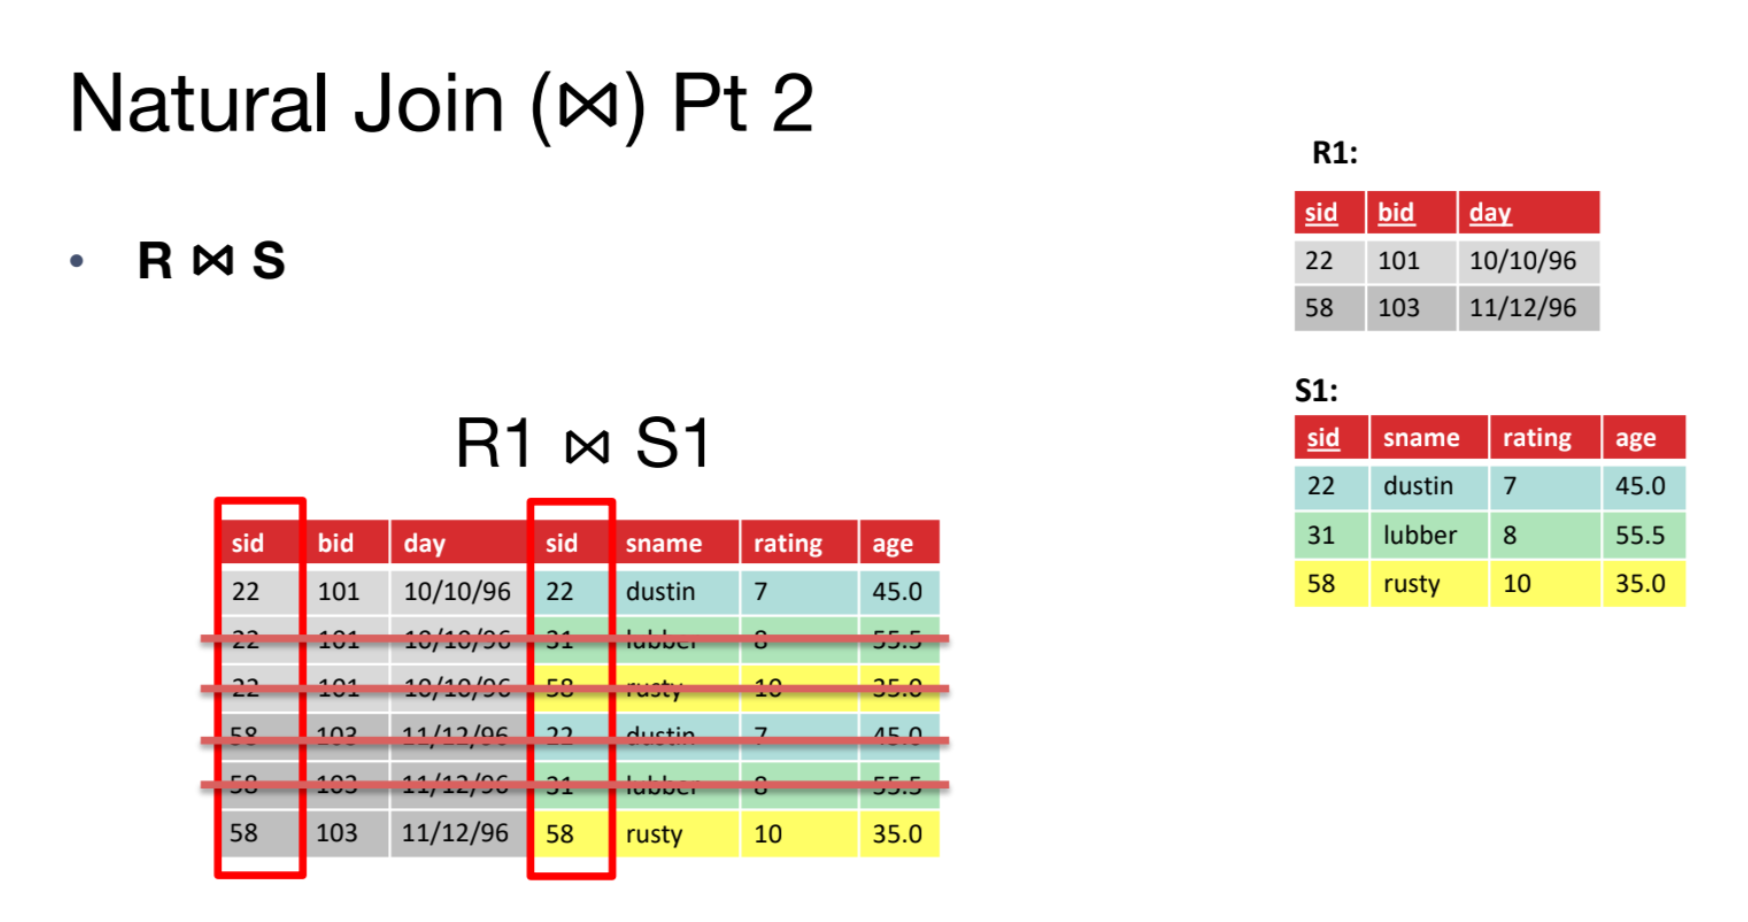 Natural Join (⋈) Pt 2
• R ⋈ S
R1 ⋈ S1
sid bid day sid sname rating age
22 101 10/10/96 22 dustin 7 45.0
22 101 10/10/96 31 lubber 8 55.5
22 101 10/10/96 58 rusty 10 35.0
58 103 11/12/96 22 dustin 7 45.0
58 103 11/12/96 31 lubber 8 55.5
58 103 11/12/96 58 rusty 10 35.0
R1:
sid bid day
22 101 10/10/96
58 103 11/12/96
S1:
sid sname rating age
22 dustin 7 45.0
31 lubber 8 55.5
58 rusty 10 35.0